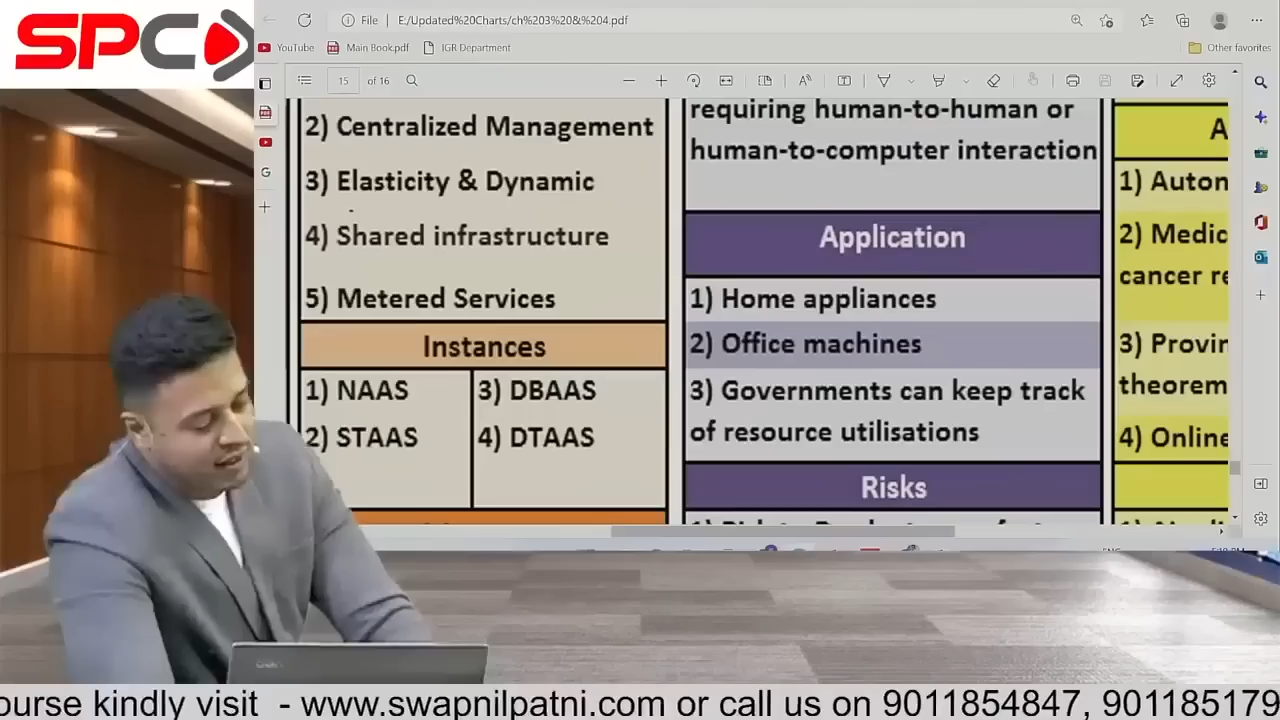 SPC
File | E:/Updated%20Charts/ch%203%20&%204.pdf
YouTube Main Book.pdf IGR Department Other favorites
15 of 16
2) Centralized Management
3) Elasticity & Dynamic
4) Shared infrastructure
5) Metered Services
Instances
1) NAAS
2) STAAS
3) DBAAS
4) DTAAS
requiring human-to-human or
human-to-computer interaction
Application
1) Home appliances
2) Office machines
3) Governments can keep track
of resource utilisations
Risks
A
1) Auton
2) Medic
cancer re
3) Provin
theorem
4) Online
ourse kindly visit - www.swapnilpatni.com or call us on 9011854847, 901185179